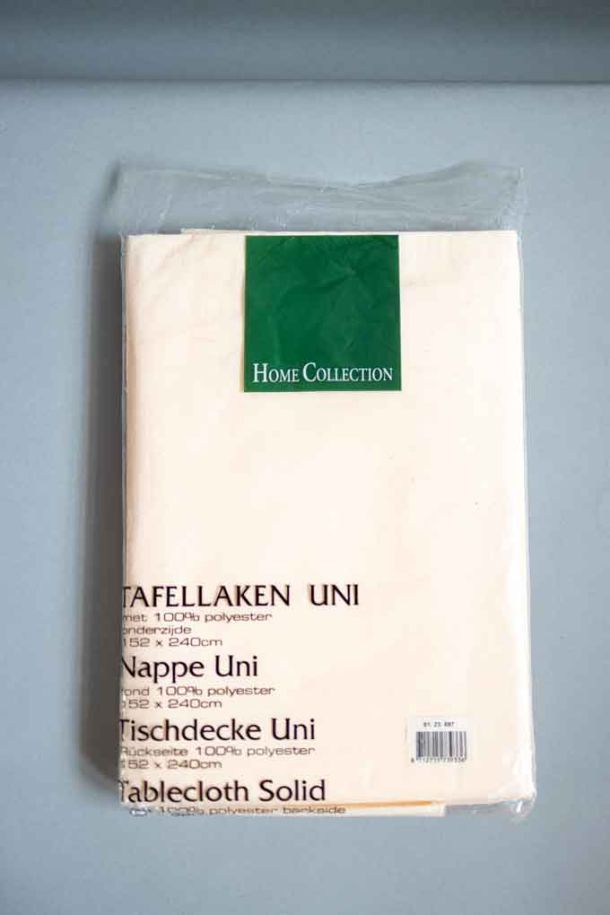 HOME COLLECTION
TAFELLAKEN UNI
met 100% polyester
onderzijde
152 x 240cm
Nappe Uni
fond 100% polyester
152 x 240cm
Tischdecke Uni
Rückseite 100% polyester
152 x 240cm
Tablecloth Solid
100% polyester backside